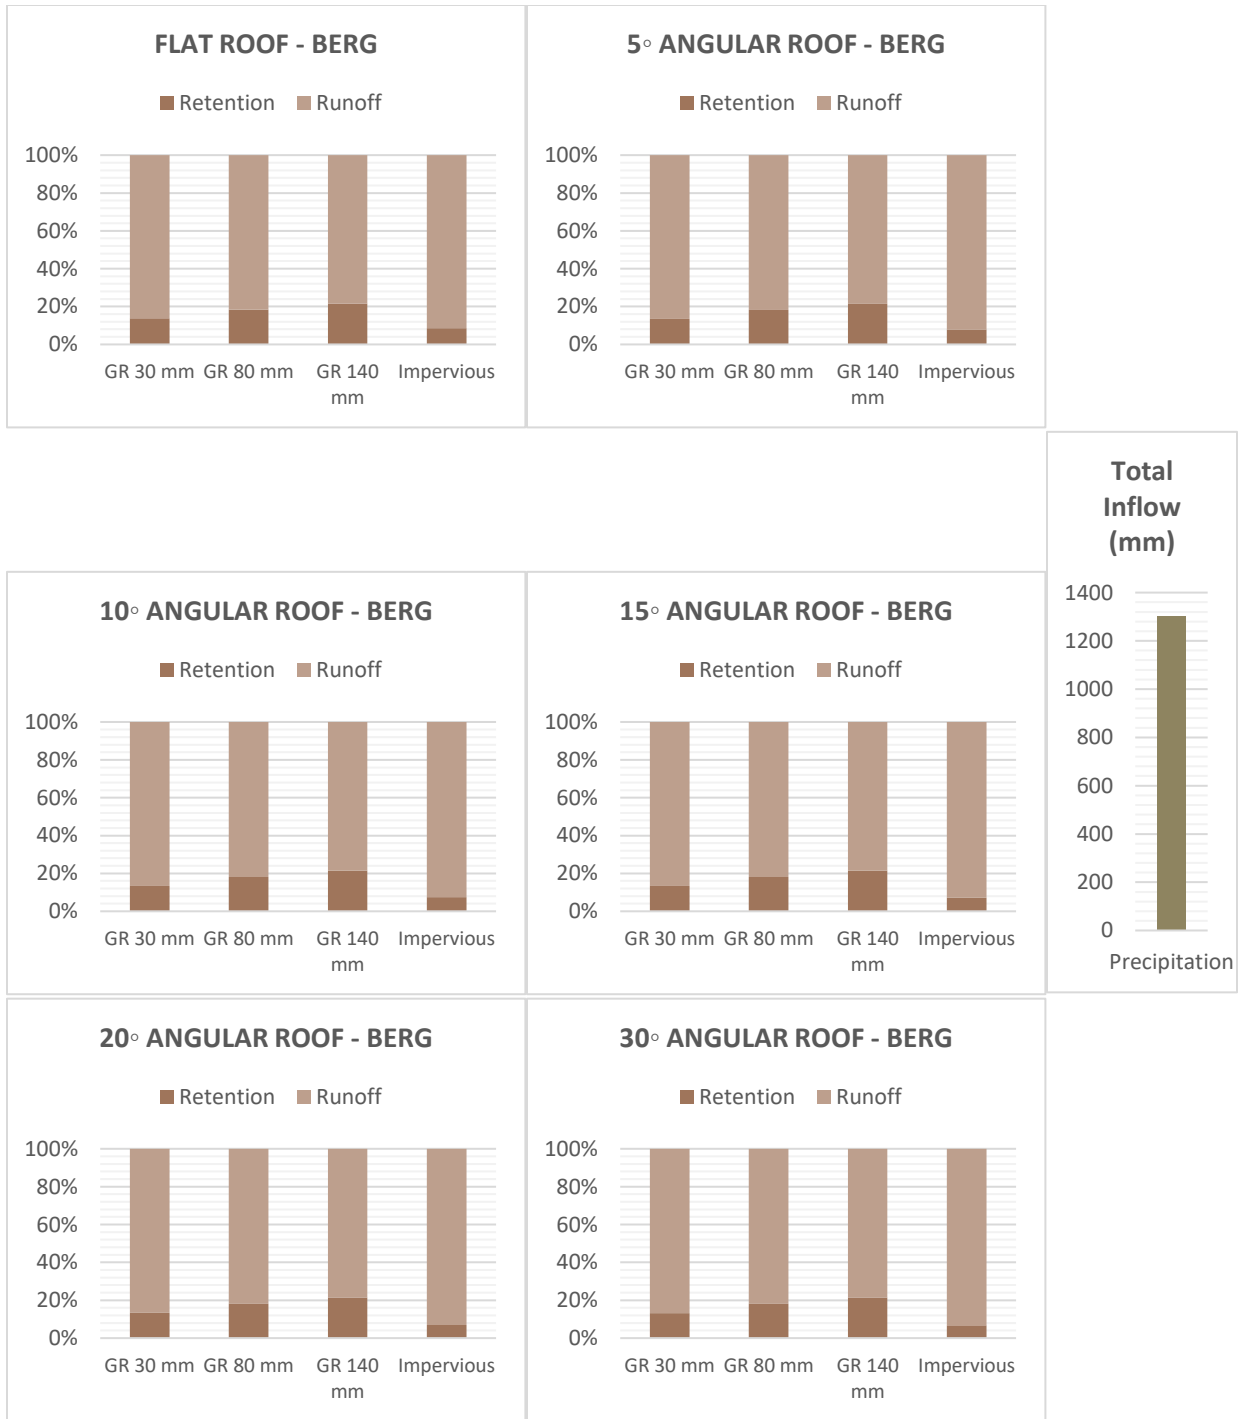 FLAT ROOF - BERG
Retention Runoff
100%
80%
60%
40%
20%
0%
GR 30 mm GR 80 mm GR 140 mm Impervious
5◦ ANGULAR ROOF - BERG
Retention Runoff
100%
80%
60%
40%
20%
0%
GR 30 mm GR 80 mm GR 140 mm Impervious
10◦ ANGULAR ROOF - BERG
Retention Runoff
100%
80%
60%
40%
20%
0%
GR 30 mm GR 80 mm GR 140 mm Impervious
15◦ ANGULAR ROOF - BERG
Retention Runoff
100%
80%
60%
40%
20%
0%
GR 30 mm GR 80 mm GR 140 mm Impervious
Total
Inflow
(mm)
1400
1200
1000
800
600
400
200
0
Precipitation
20◦ ANGULAR ROOF - BERG
Retention Runoff
100%
80%
60%
40%
20%
0%
GR 30 mm GR 80 mm GR 140 mm Impervious
30◦ ANGULAR ROOF - BERG
Retention Runoff
100%
80%
60%
40%
20%
0%
GR 30 mm GR 80 mm GR 140 mm Impervious